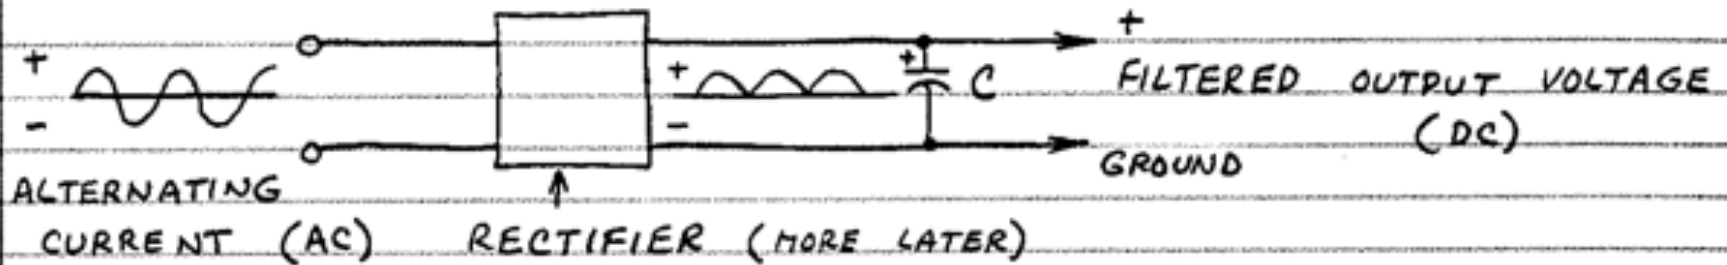 +
-
ALTERNATING
CURRENT (AC)
RECTIFIER (MORE LATER)
+
-
+ C
+
FILTERED OUTPUT VOLTAGE
(DC)
GROUND